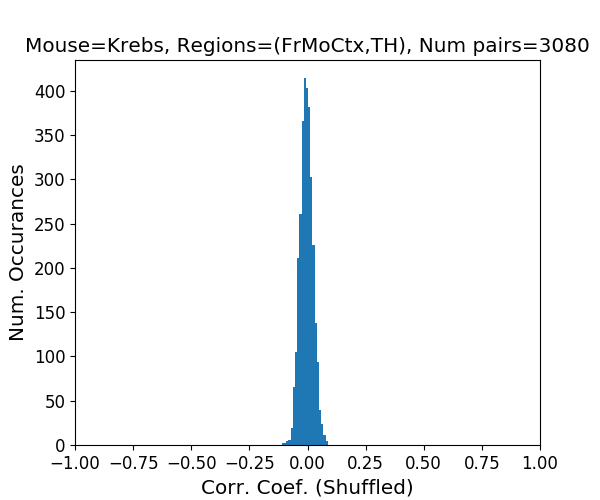 Mouse=Krebs, Regions=(FrMoCtx,TH), Num pairs=3080
Num. Occurances
400
350
300
250
200
150
100
50
0
−1.00 −0.75 −0.50 −0.25 0.00 0.25 0.50 0.75 1.00
Corr. Coef. (Shuffled)